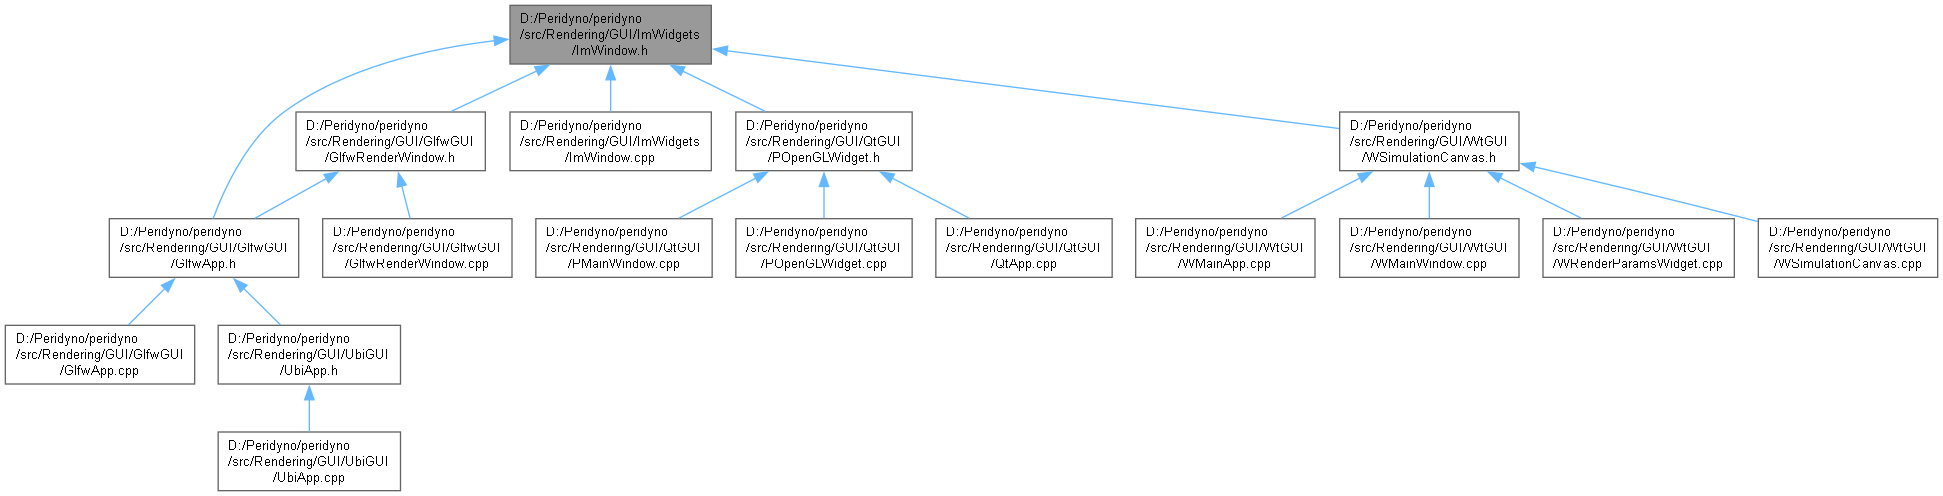 D:/Peridyno/peridyno
/src/Rendering/GUI/ImWidgets
/ImWindow.h
D:/Peridyno/peridyno
/src/Rendering/GUI/GlfwGUI
/GlfwRenderWindow.h
D:/Peridyno/peridyno
/src/Rendering/GUI/ImWidgets
/ImWindow.cpp
D:/Peridyno/peridyno
/src/Rendering/GUI/QtGUI
/POpenGLWidget.h
D:/Peridyno/peridyno
/src/Rendering/GUI/WtGUI
/WSimulationCanvas.h
D:/Peridyno/peridyno
/src/Rendering/GUI/GlfwGUI
/GlfwApp.h
D:/Peridyno/peridyno
/src/Rendering/GUI/GlfwGUI
/GlfwRenderWindow.cpp
D:/Peridyno/peridyno
/src/Rendering/GUI/QtGUI
/PMainWindow.cpp
D:/Peridyno/peridyno
/src/Rendering/GUI/QtGUI
/POpenGLWidget.cpp
D:/Peridyno/peridyno
/src/Rendering/GUI/QtGUI
/QtApp.cpp
D:/Peridyno/peridyno
/src/Rendering/GUI/WtGUI
/WMainApp.cpp
D:/Peridyno/peridyno
/src/Rendering/GUI/WtGUI
/WMainWindow.cpp
D:/Peridyno/peridyno
/src/Rendering/GUI/WtGUI
/WRenderParamsWidget.cpp
D:/Peridyno/peridyno
/src/Rendering/GUI/WtGUI
/WSimulationCanvas.cpp
D:/Peridyno/peridyno
/src/Rendering/GUI/GlfwGUI
/GlfwApp.cpp
D:/Peridyno/peridyno
/src/Rendering/GUI/UbiGUI
/UbiApp.h
D:/Peridyno/peridyno
/src/Rendering/GUI/UbiGUI
/UbiApp.cpp